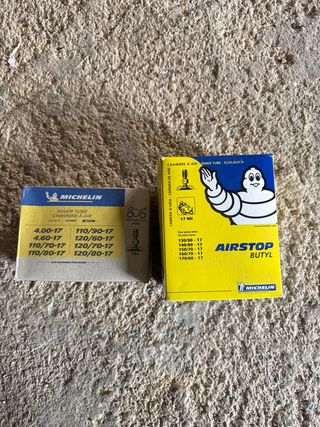 MICHELIN
INNER TUBE
CHAMBRE À AIR
4.00-17 110/90-17
4.60-17 120/60-17
110/70-17 120/70-17
110/80-17 120/80-17
CHAMBRE À AIR - INNER TUBE - SCHLAUCH
17 MI
130/90 - 17
140/80 - 17
150/70 - 17
160/70 - 17
170/60 - 17
AIRSTOP
BUTYL
MICHELIN